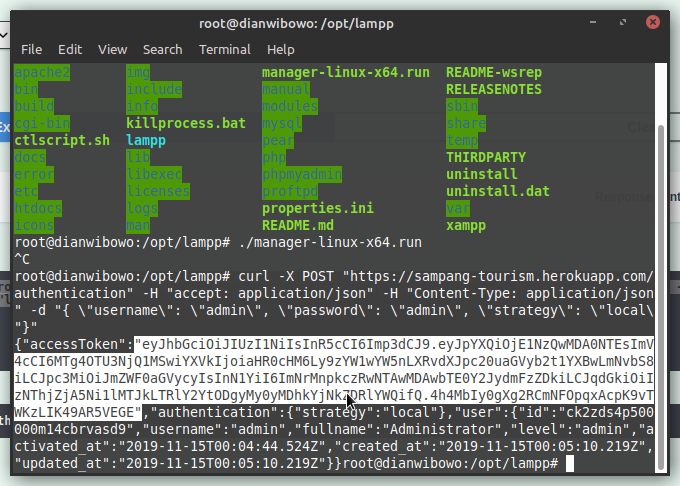 root@dianwibowo: /opt/lampp
File Edit View Search Terminal Help
apache2 img manager-linux-x64.run README-wsrep
bin include manual RELEASENOTES
build info modules sbin
cgi-bin killprocess.bat mysql share
ctlscript.sh lampp pear temp
docs lib php THIRDPARTY
error libexec phpmyadmin uninstall
etc licenses proftpd uninstall.dat
htdocs logs properties.ini var
icons man README.md xampp
root@dianwibowo:/opt/lampp# ./manager-linux-x64.run
^C
root@dianwibowo:/opt/lampp# curl -X POST "https://sampang-tourism.herokuapp.com/
authentication" -H "accept: application/json" -H "Content-Type: application/json
" -d "{ \"username\": \"admin\", \"password\": \"admin\", \"strategy\": \"local\
"}"
{"accessToken":"eyJhbGciOiJIUzI1NiIsInR5cCI6Imp3dCJ9.eyJpYXQiOjE1NzQwMDA0NTEsImV
4cCI6MTg4OTU3NjQ1MSwiYXVkIjoiaHR0cHM6Ly9zYW1wYW5nLXRvdXJpc20uaGVyb2t1YXBwLmNvbS8
iLCJpc3MiOiJmZWF0aGVycyIsInN1YiI6ImNrMnpkczRwNTAwMDAwbTE0Y2JydmFzZDkiLCJqdGkiOiI
"authentication":{"strategy":"local"},"user":{"id":"ck2zds4p500
000m14cbrvasd9","username":"admin","fullname":"Administrator","level":"admin","a
ctivated_at":"2019-11-15T00:04:44.524Z","created_at":"2019-11-15T00:05:10.219Z",
"updated_at":"2019-11-15T00:05:10.219Z"}}root@dianwibowo:/opt/lampp#